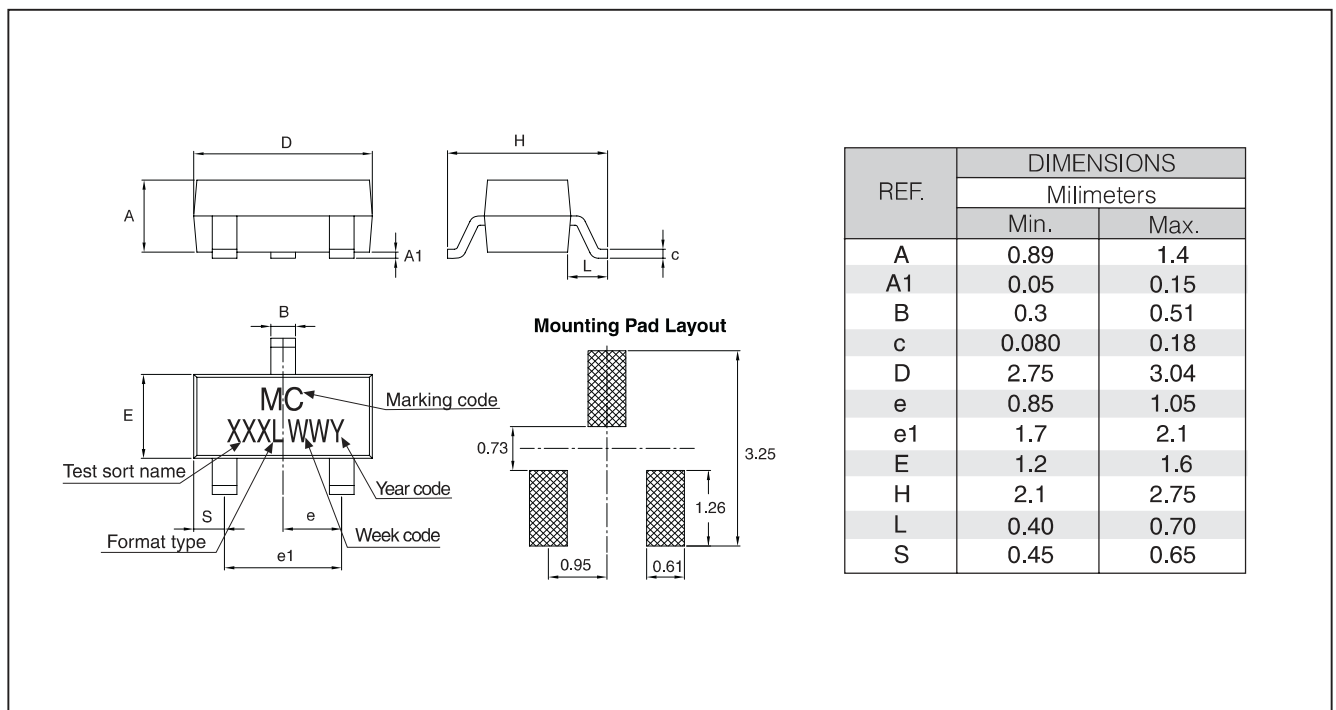 D
A
A1
H
L
c
B
E
MC
XXXL WWY
Marking code
Test sort name
Year code
Week code
Format type
S
e
e1
Mounting Pad Layout
0.73
3.25
1.26
0.95
0.61
REF.
DIMENSIONS
Milimeters
Min. Max.
A 0.89 1.4
A1 0.05 0.15
B 0.3 0.51
c 0.080 0.18
D 2.75 3.04
e 0.85 1.05
e1 1.7 2.1
E 1.2 1.6
H 2.1 2.75
L 0.40 0.70
S 0.45 0.65